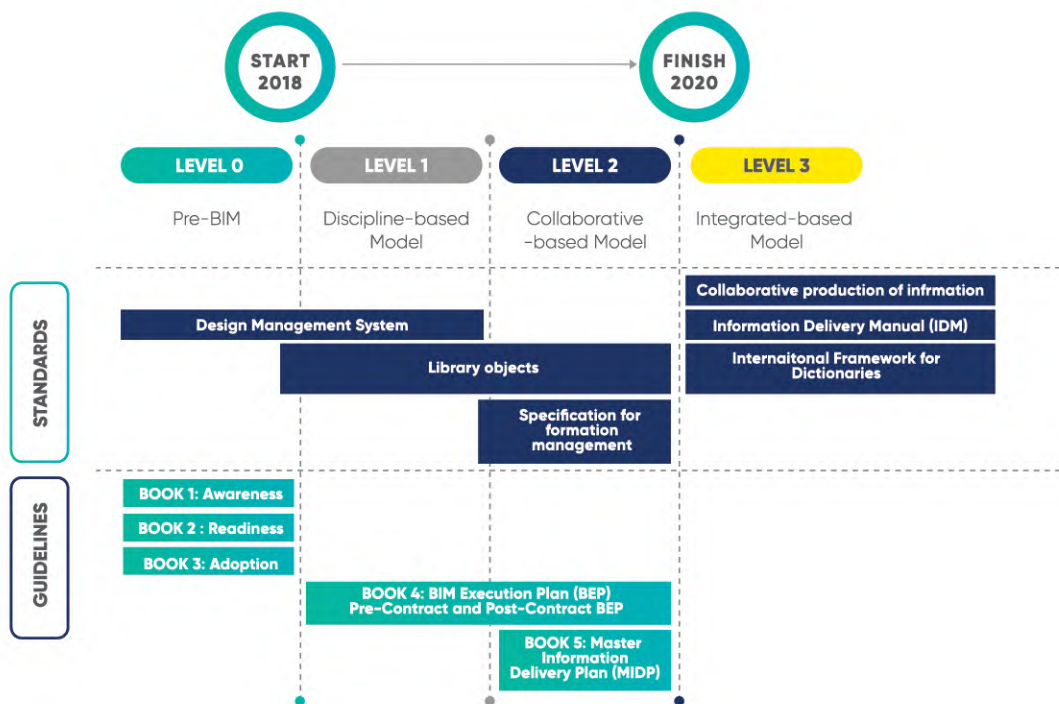 START
2018
FINISH
2020
LEVEL 0
LEVEL 1
LEVEL 2
LEVEL 3
Pre-BIM
Discipline-based
Model
Collaborative
-based Model
Integrated-based
Model
STANDARDS
Collaborative production of infrmation
Design Management System
Information Delivery Manual (IDM)
Library objects
Internaitonal Framework for
Dictionaries
Specification for
formation
management
GUIDELINES
BOOK 1: Awareness
BOOK 2 : Readiness
BOOK 3: Adoption
BOOK 4: BIM Execution Plan (BEP)
Pre-Contract and Post-Contract BEP
BOOK 5: Master
Information
Delivery Plan (MIDP)